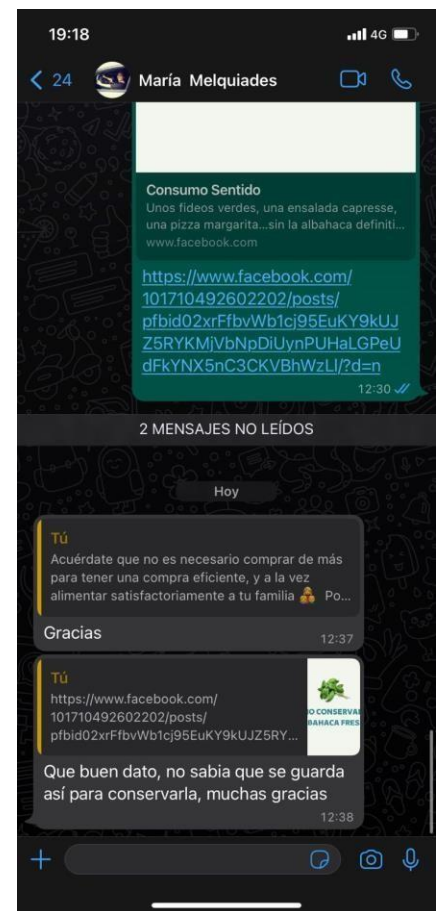 19:18
4G
24
María Melquiades
Consumo Sentido
Unos fideos verdes, una ensalada capresse,
una pizza margarita...sin la albahaca definiti...
www.facebook.com
https://www.facebook.com/
101710492602202/posts/
pfbid02xrFfbvWb1cj95EuKY9kUJ
Z5RYKMjVbNpDiUynPUHaLGPeU
dFkYNX5nC3CKVBhWzLl/?d=n
12:30
2 MENSAJES NO LEÍDOS
Hoy
Tú
Acuérdate que no es necesario comprar de más
para tener una compra eficiente, y a la vez
alimentar satisfactoriamente a tu familia Po...
Gracias
12:37
Tú
https://www.facebook.com/
101710492602202/posts/
pfbid02xrFfbvWb1cj95EuKY9kUJZ5RY...
O CONSERVA
BAHACA FRES
Que buen dato, no sabia que se guarda
así para conservarla, muchas gracias
12:38